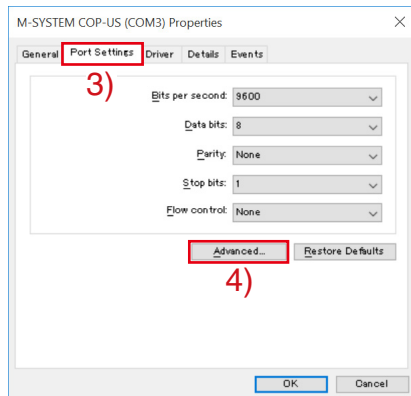 M-SYSTEM COP-US (COM3) Properties
General Port Settings Driver Details Events
3)
Bits per second: 9600
Data bits: 8
Parity: None
Stop bits: 1
Flow control: None
Advanced... Restore Defaults
4)
OK Cancel